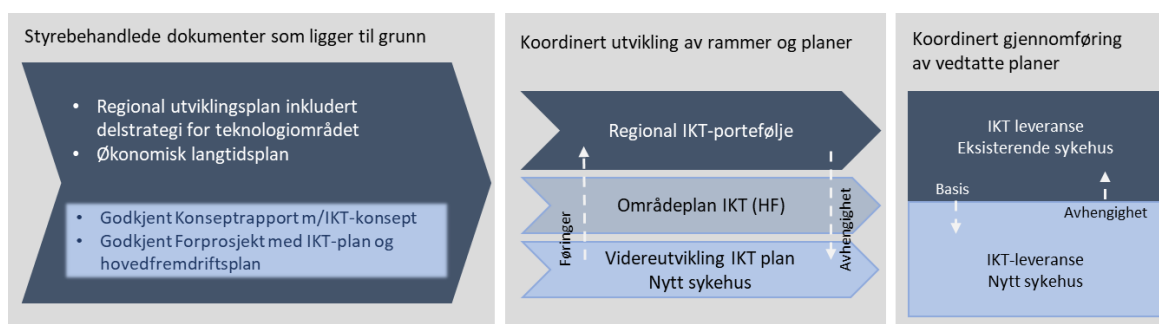 Styrebehandlede dokumenter som ligger til grunn
• Regional utviklingsplan inkludert
delstrategi for teknologiområdet
• Økonomisk langtidsplan
• Godkjent Konseptrapport m/IKT-konsept
• Godkjent Forprosjekt med IKT-plan og
hovedfremdriftsplan
Koordinert utvikling av rammer og planer
Regional IKT-portefølje
Områdeplan IKT (HF)
Videreutvikling IKT plan
Nytt sykehus
Føringer
Avhengighet
Koordinert gjennomføring
av vedtatte planer
IKT leveranse
Eksisterende sykehus
Basis
Avhengighet
IKT-leveranse
Nytt sykehus